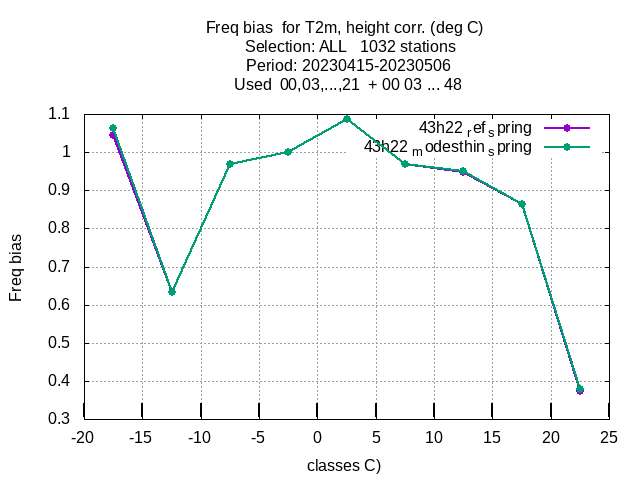 Freq bias  for T2m, height corr. (deg C)
Selection: ALL   1032 stations
Period: 20230415-20230506
Used  00,03,...,21  + 00 03 ... 48
43h22 ref spring
43h22 modesthin spring
1.1
1
0.9
0.8
0.7
0.6
0.5
0.4
0.3
Freq bias
-20 -15 -10 -5 0 5 10 15 20 25
classes C)